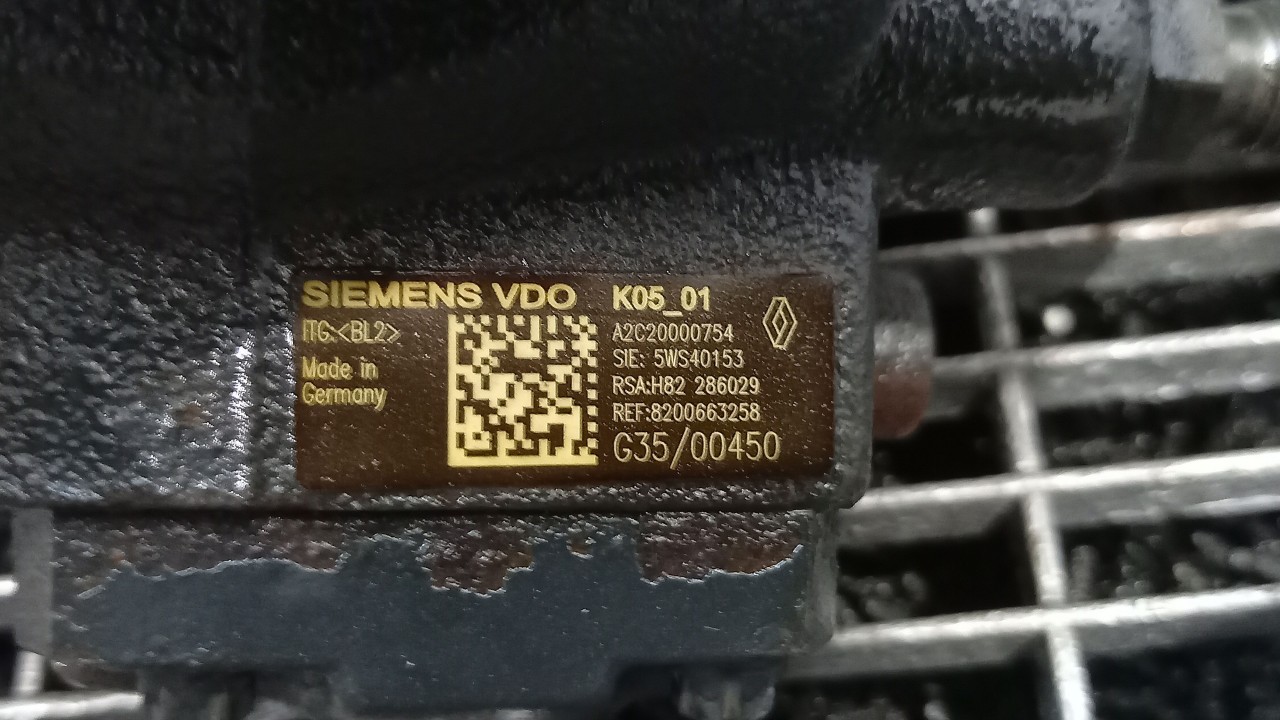 SIEMENS VDO
ITG:<BL2>
Made in
Germany
K05_01
A2C20000754
SIE: 5WS40153
RSA:H82 286029
REF:8200663258
G35/00450